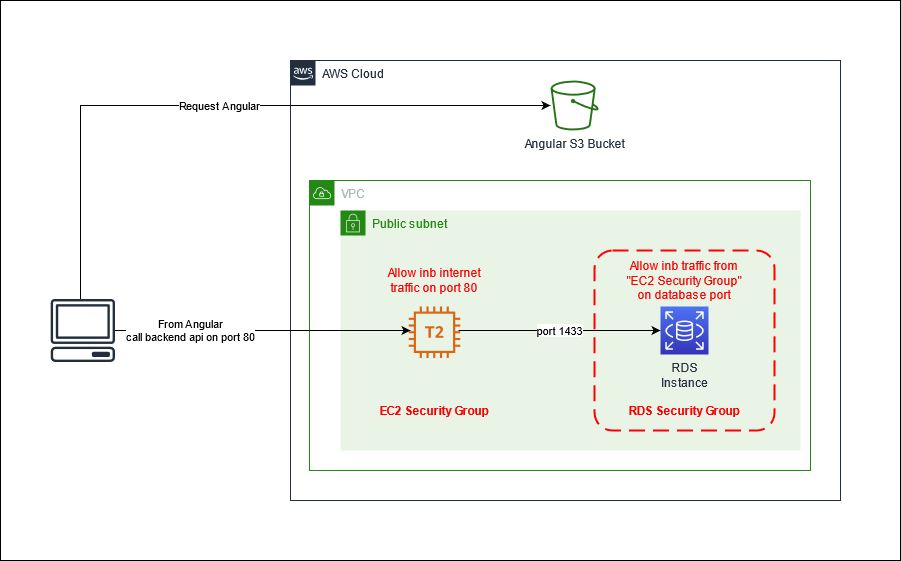 aws
AWS Cloud
Request Angular
Angular S3 Bucket
VPC
Public subnet
Allow inb internet
traffic on port 80
Allow inb traffic from
"EC2 Security Group"
on database port
From Angular
call backend api on port 80
T2
port 1433
RDS
Instance
EC2 Security Group
RDS Security Group